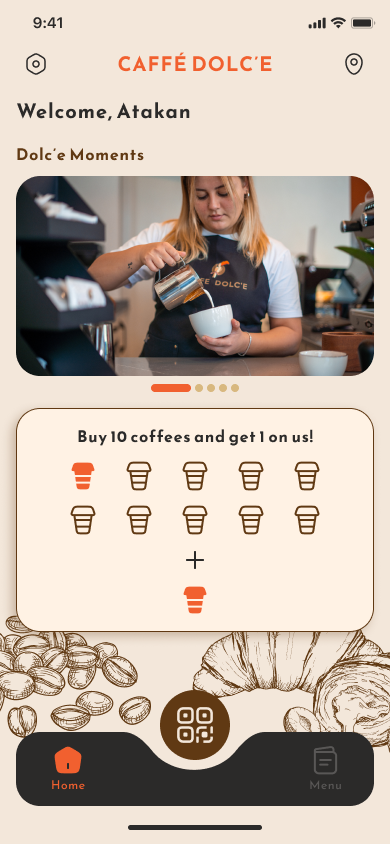 9:41
CAFFÉ DOLC'E
Welcome, Atakan
Dolc'e Moments
FE DOLC'E
Buy 10 coffees and get 1 on us!
Home
Menu